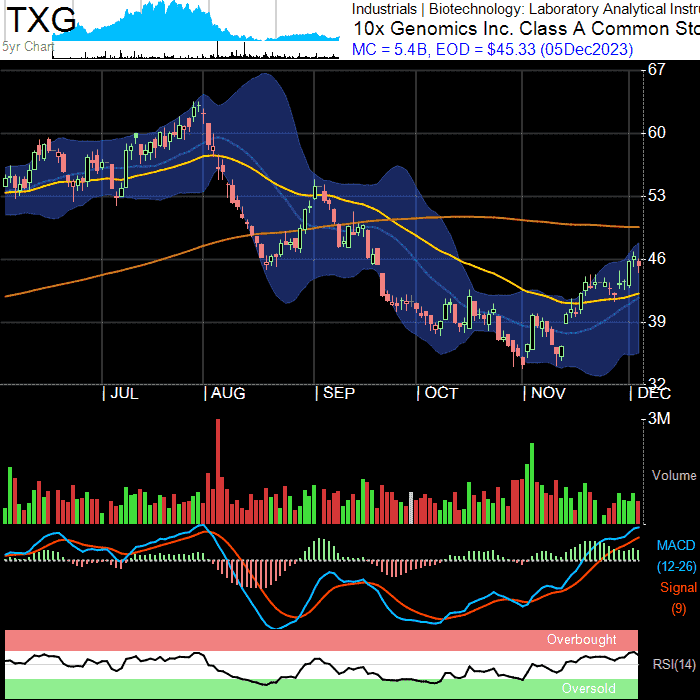 TXG
5yr Chart
Industrials | Biotechnology: Laboratory Analytical Instru
10x Genomics Inc. Class A Common Sto
MC = 5.4B, EOD = $45.33 (05Dec2023)
67
60
53
46
39
32
JUL
AUG
SEP
OCT
NOV
DEC
3M
Volume
MACD
(12-26)
Signal
(9)
Overbought
RSI(14)
Oversold